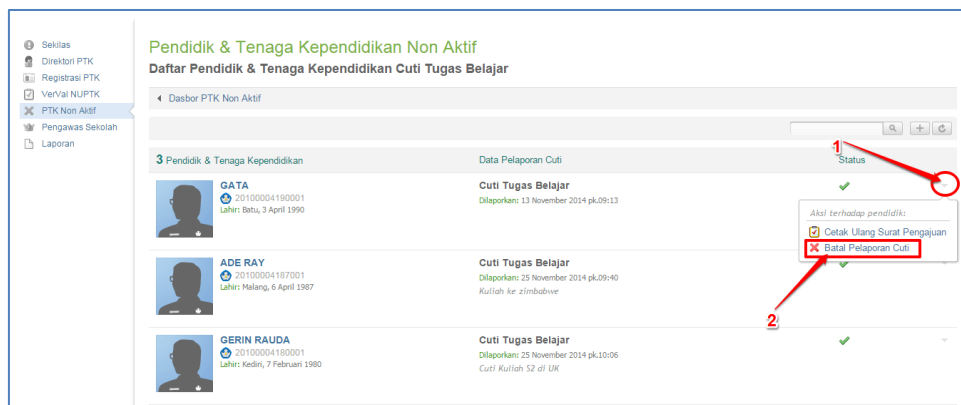 Sekilas
Direktori PTK
Registrasi PTK
VerVal NUPTK
PTK Non Aktif
Pengawas Sekolah
Laporan
Pendidik & Tenaga Kependidikan Non Aktif
Daftar Pendidik & Tenaga Kependidikan Cuti Tugas Belajar
Dasbor PTK Non Aktif
1
3 Pendidik & Tenaga Kependidikan Data Pelaporan Cuti Status
GATA
20100004190001
Lahir: Batu, 3 April 1990
Cuti Tugas Belajar
Dilaporkan: 13 November 2014 pk.09:13
Aksi terhadap pendidik:
Cetak Ulang Surat Pengajuan
Batal Pelaporan Cuti
2
ADE RAY
20100004187001
Lahir: Malang, 6 April 1987
Cuti Tugas Belajar
Dilaporkan: 25 November 2014 pk.09:40
Kuliah ke zimbabwe
GERIN RAUDA
20100004180001
Lahir: Kediri, 7 Februari 1980
Cuti Tugas Belajar
Dilaporkan: 25 November 2014 pk.10:06
Cuti Kuliah S2 di UK